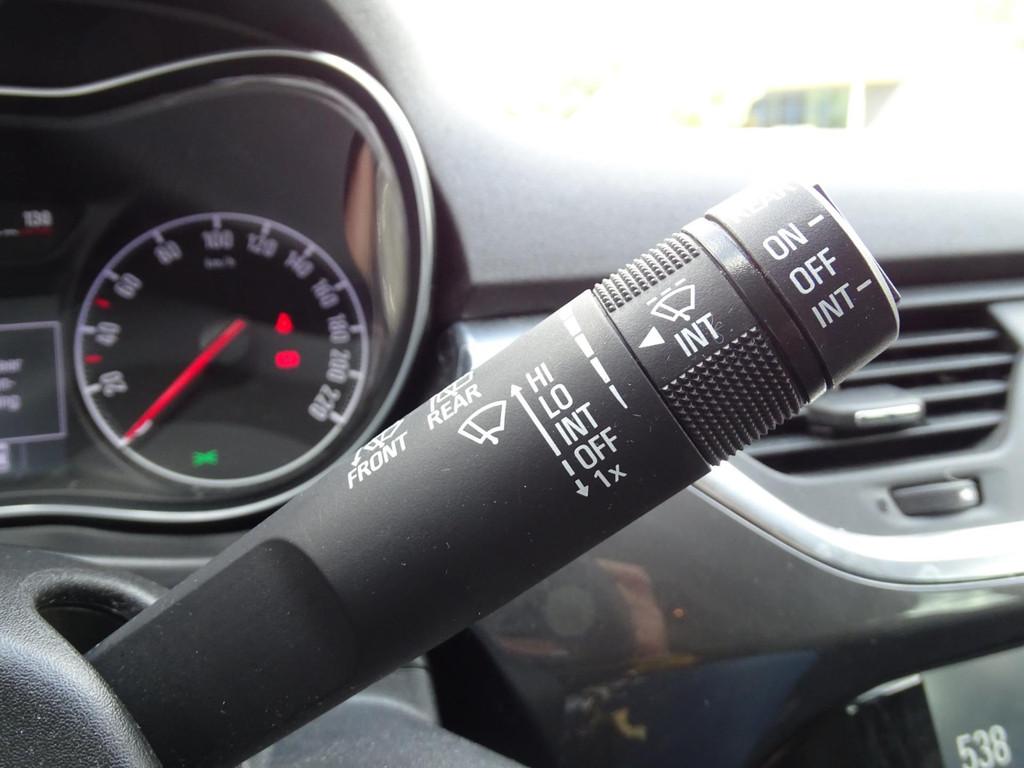 138
20
40
60
80
100
120
140
160
180
200
220
km/h
REAR
ON
OFF
INT
INT
HI
LO
INT
OFF
1x
REAR
FRONT
538